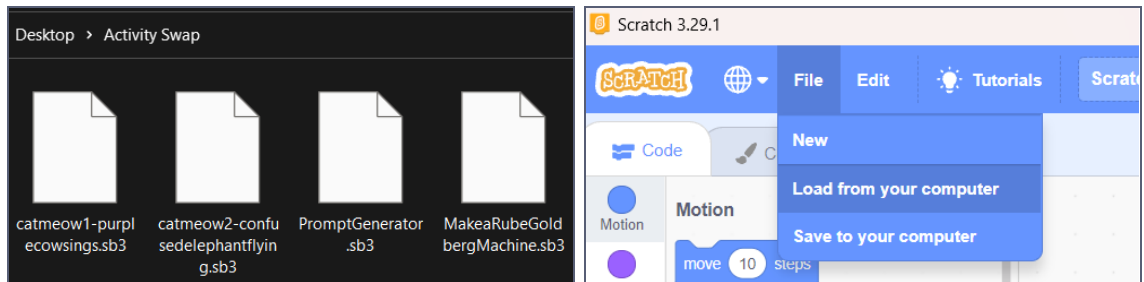 Desktop > Activity Swap
catmeow1-purpl
ecowsings.sb3
catmeow2-confu
sedelephantflyin
g.sb3
PromptGenerator
.sb3
MakeaRubeGold
bergMachine.sb3
Scratch 3.29.1
SCRATCH
File
Edit
Tutorials
Scrat
Code
C
New
Load from your computer
Save to your computer
Motion
Motion
move 10 steps